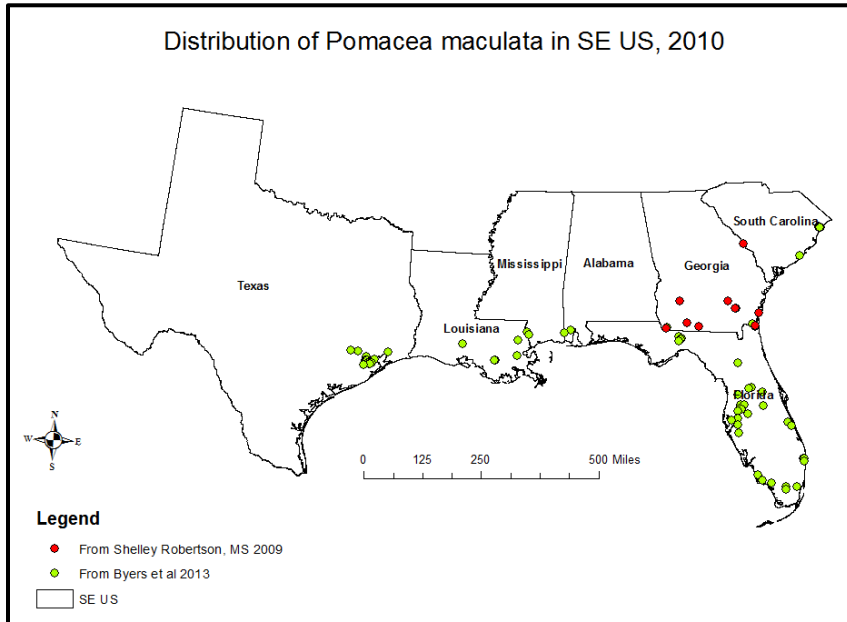 Distribution of Pomacea maculata in SE US, 2010
South Carolina
Mississippi
Alabama
Georgia
Texas
Louisiana
Florida
N
W
E
S
0 125 250 500 Miles
Legend
From Shelley Robertson, MS 2009
From Byers et al 2013
SE US